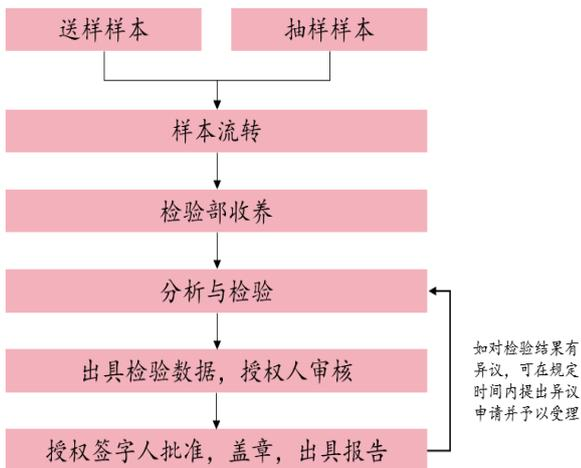 送样样本
抽样样本
样本流转
检验部收养
分析与检验
出具检验数据，授权人审核
授权签字人批准，盖章，出具报告
如对检验结果有
异议，可在规定
时间内提出异议
申请并予以受理